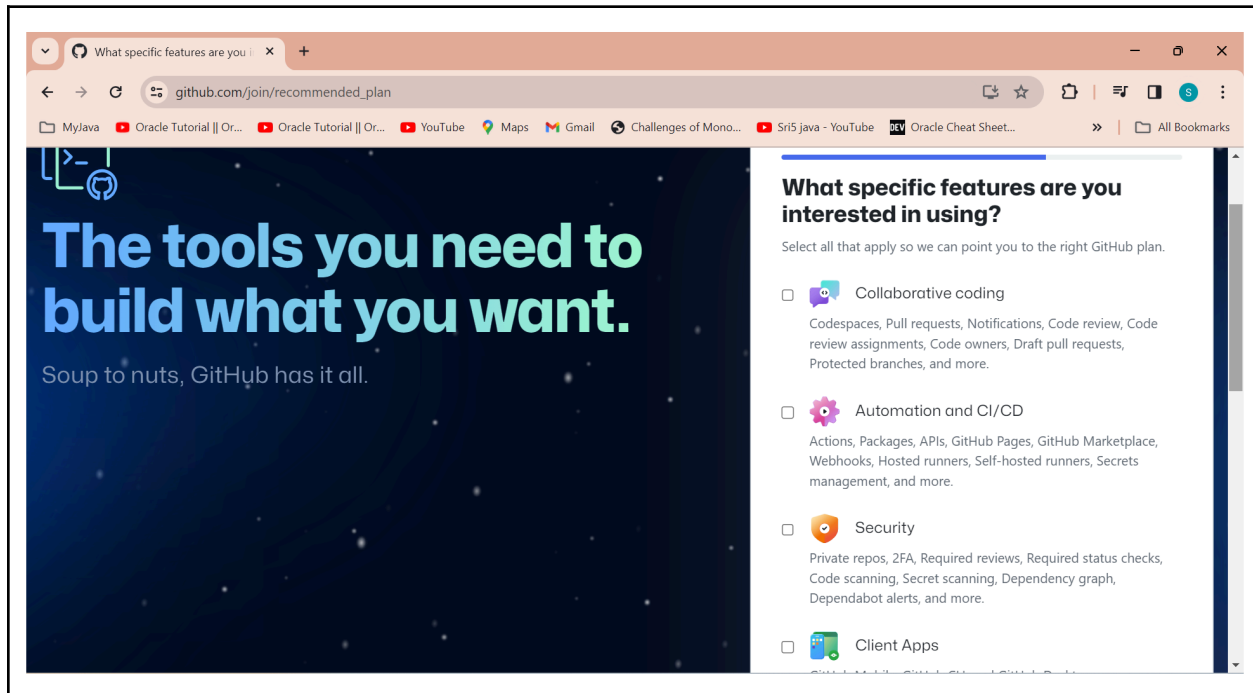 What specific features are you i
github.com/join/recommended_plan
S
MyJava Oracle Tutorial || Or... Oracle Tutorial || Or... YouTube Maps Gmail Challenges of Mono... Sri5 java - YouTube DEV Oracle Cheat Sheet... » All Bookmarks
The tools you need to
build what you want.
Soup to nuts, GitHub has it all.
What specific features are you
interested in using?
Select all that apply so we can point you to the right GitHub plan.
Collaborative coding
Codespaces, Pull requests, Notifications, Code review, Code
review assignments, Code owners, Draft pull requests,
Protected branches, and more.
Automation and CI/CD
Actions, Packages, APIs, GitHub Pages, GitHub Marketplace,
Webhooks, Hosted runners, Self-hosted runners, Secrets
management, and more.
Security
Private repos, 2FA, Required reviews, Required status checks,
Code scanning, Secret scanning, Dependency graph,
Dependabot alerts, and more.
Client Apps